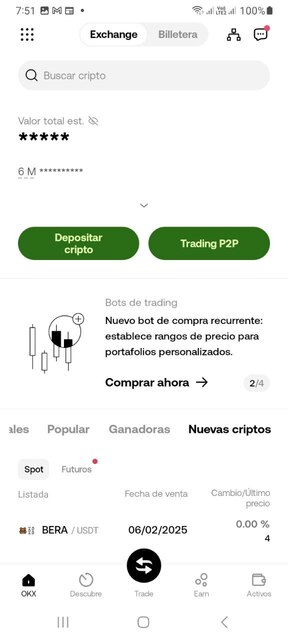 7:51
100%
Exchange
Billetera
Buscar cripto
Valor total est.
*****
6 M **********
Depositar
cripto
Trading P2P
Bots de trading
Nuevo bot de compra recurrente:
establece rangos de precio para
portafolios personalizados.
Comprar ahora
2/4
ales
Popular
Ganadoras
Nuevas criptos
Spot
Futuros
Listada
Fecha de venta
Cambio/Último
precio
BERA / USDT
06/02/2025
0.00 %
4
OKX
Descubre
Trade
Earn
Activos